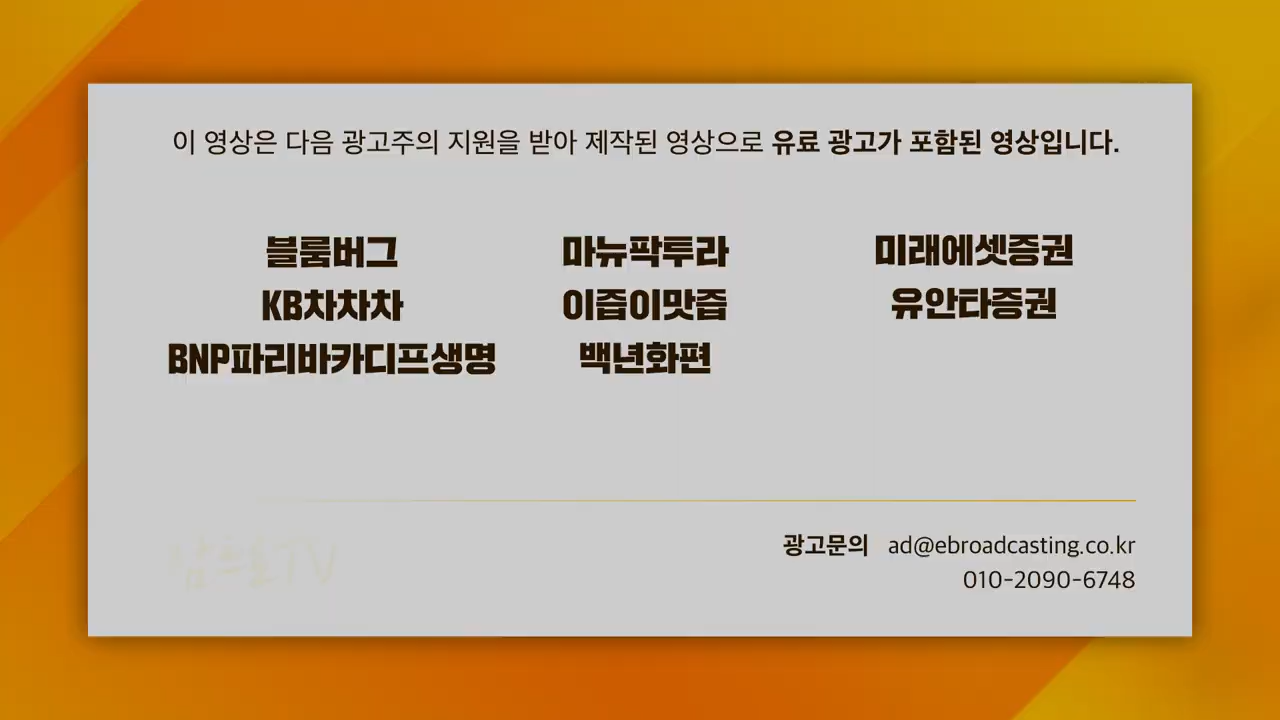 이 영상은 다음 광고주의 지원을 받아 제작된 영상으로 유료 광고가 포함된 영상입니다.
블룸버그 마뉴팍투라 미래에셋증권
KB차차차 이즙이맛즙 유안타증권
BNP파리바카디프생명 백년화편
광고문의 ad@ebroadcasting.co.kr
010-2090-6748